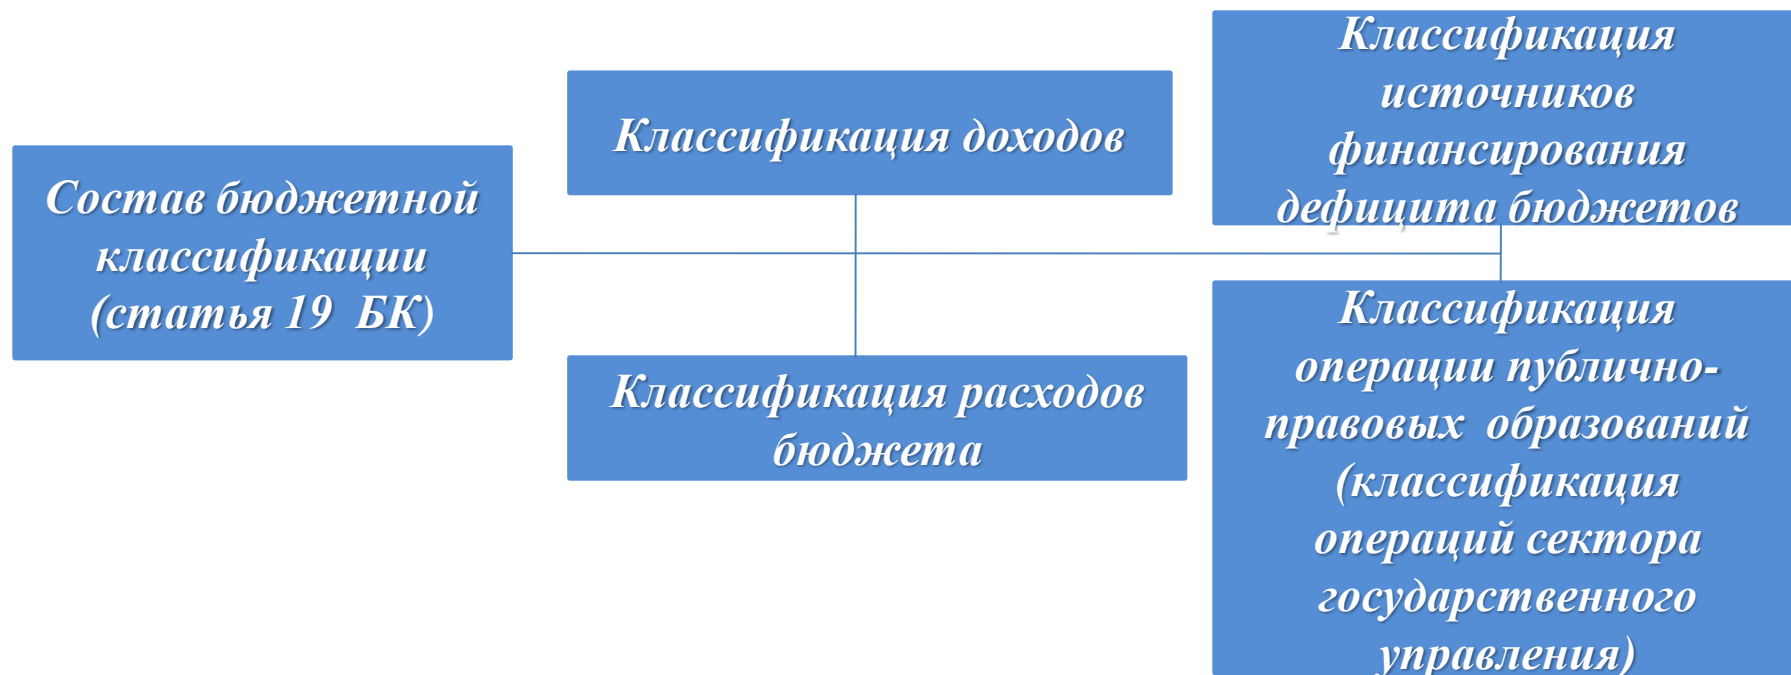 Состав бюджетной
классификации
(статья 19 БК)
Классификация доходов
Классификация расходов
бюджета
Классификация
источников
финансирования
дефицита бюджетов
Классификация
операции публично-
правовых образований
(классификация
операций сектора
государственного
управления)